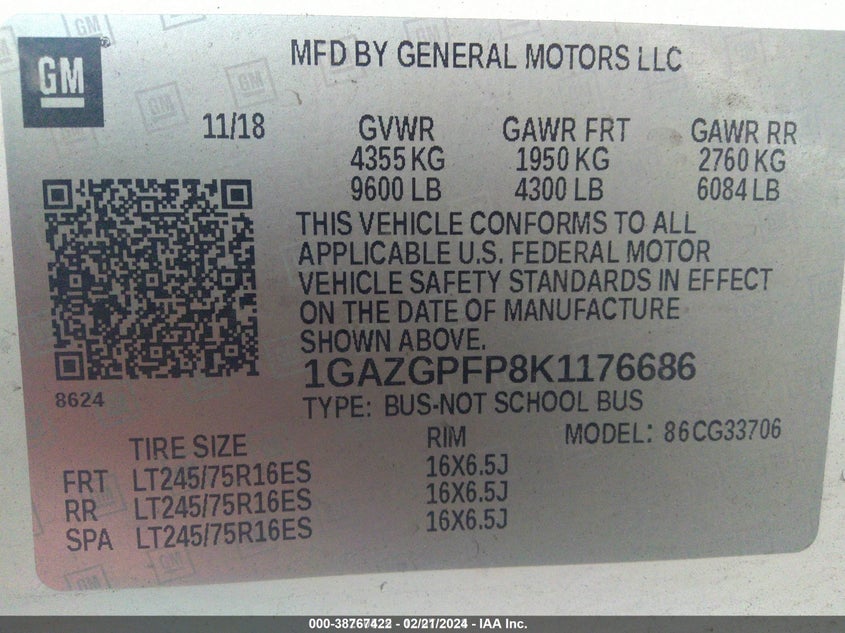 GM
MFD BY GENERAL MOTORS LLC
11/18 GVWR GAWR FRT GAWR RR
4355 KG 1950 KG 2760 KG
9600 LB 4300 LB 6084 LB
THIS VEHICLE CONFORMS TO ALL
APPLICABLE U.S. FEDERAL MOTOR
VEHICLE SAFETY STANDARDS IN EFFECT
ON THE DATE OF MANUFACTURE
SHOWN ABOVE.
1GAZGPFP8K1176686
8624
TYPE: BUS-NOT SCHOOL BUS
TIRE SIZE RIM MODEL: 86CG33706
FRT LT245/75R16ES 16X6.5J
RR LT245/75R16ES 16X6.5J
SPA LT245/75R16ES 16X6.5J
000-38767422 - 02/21/2024 - IAA Inc.